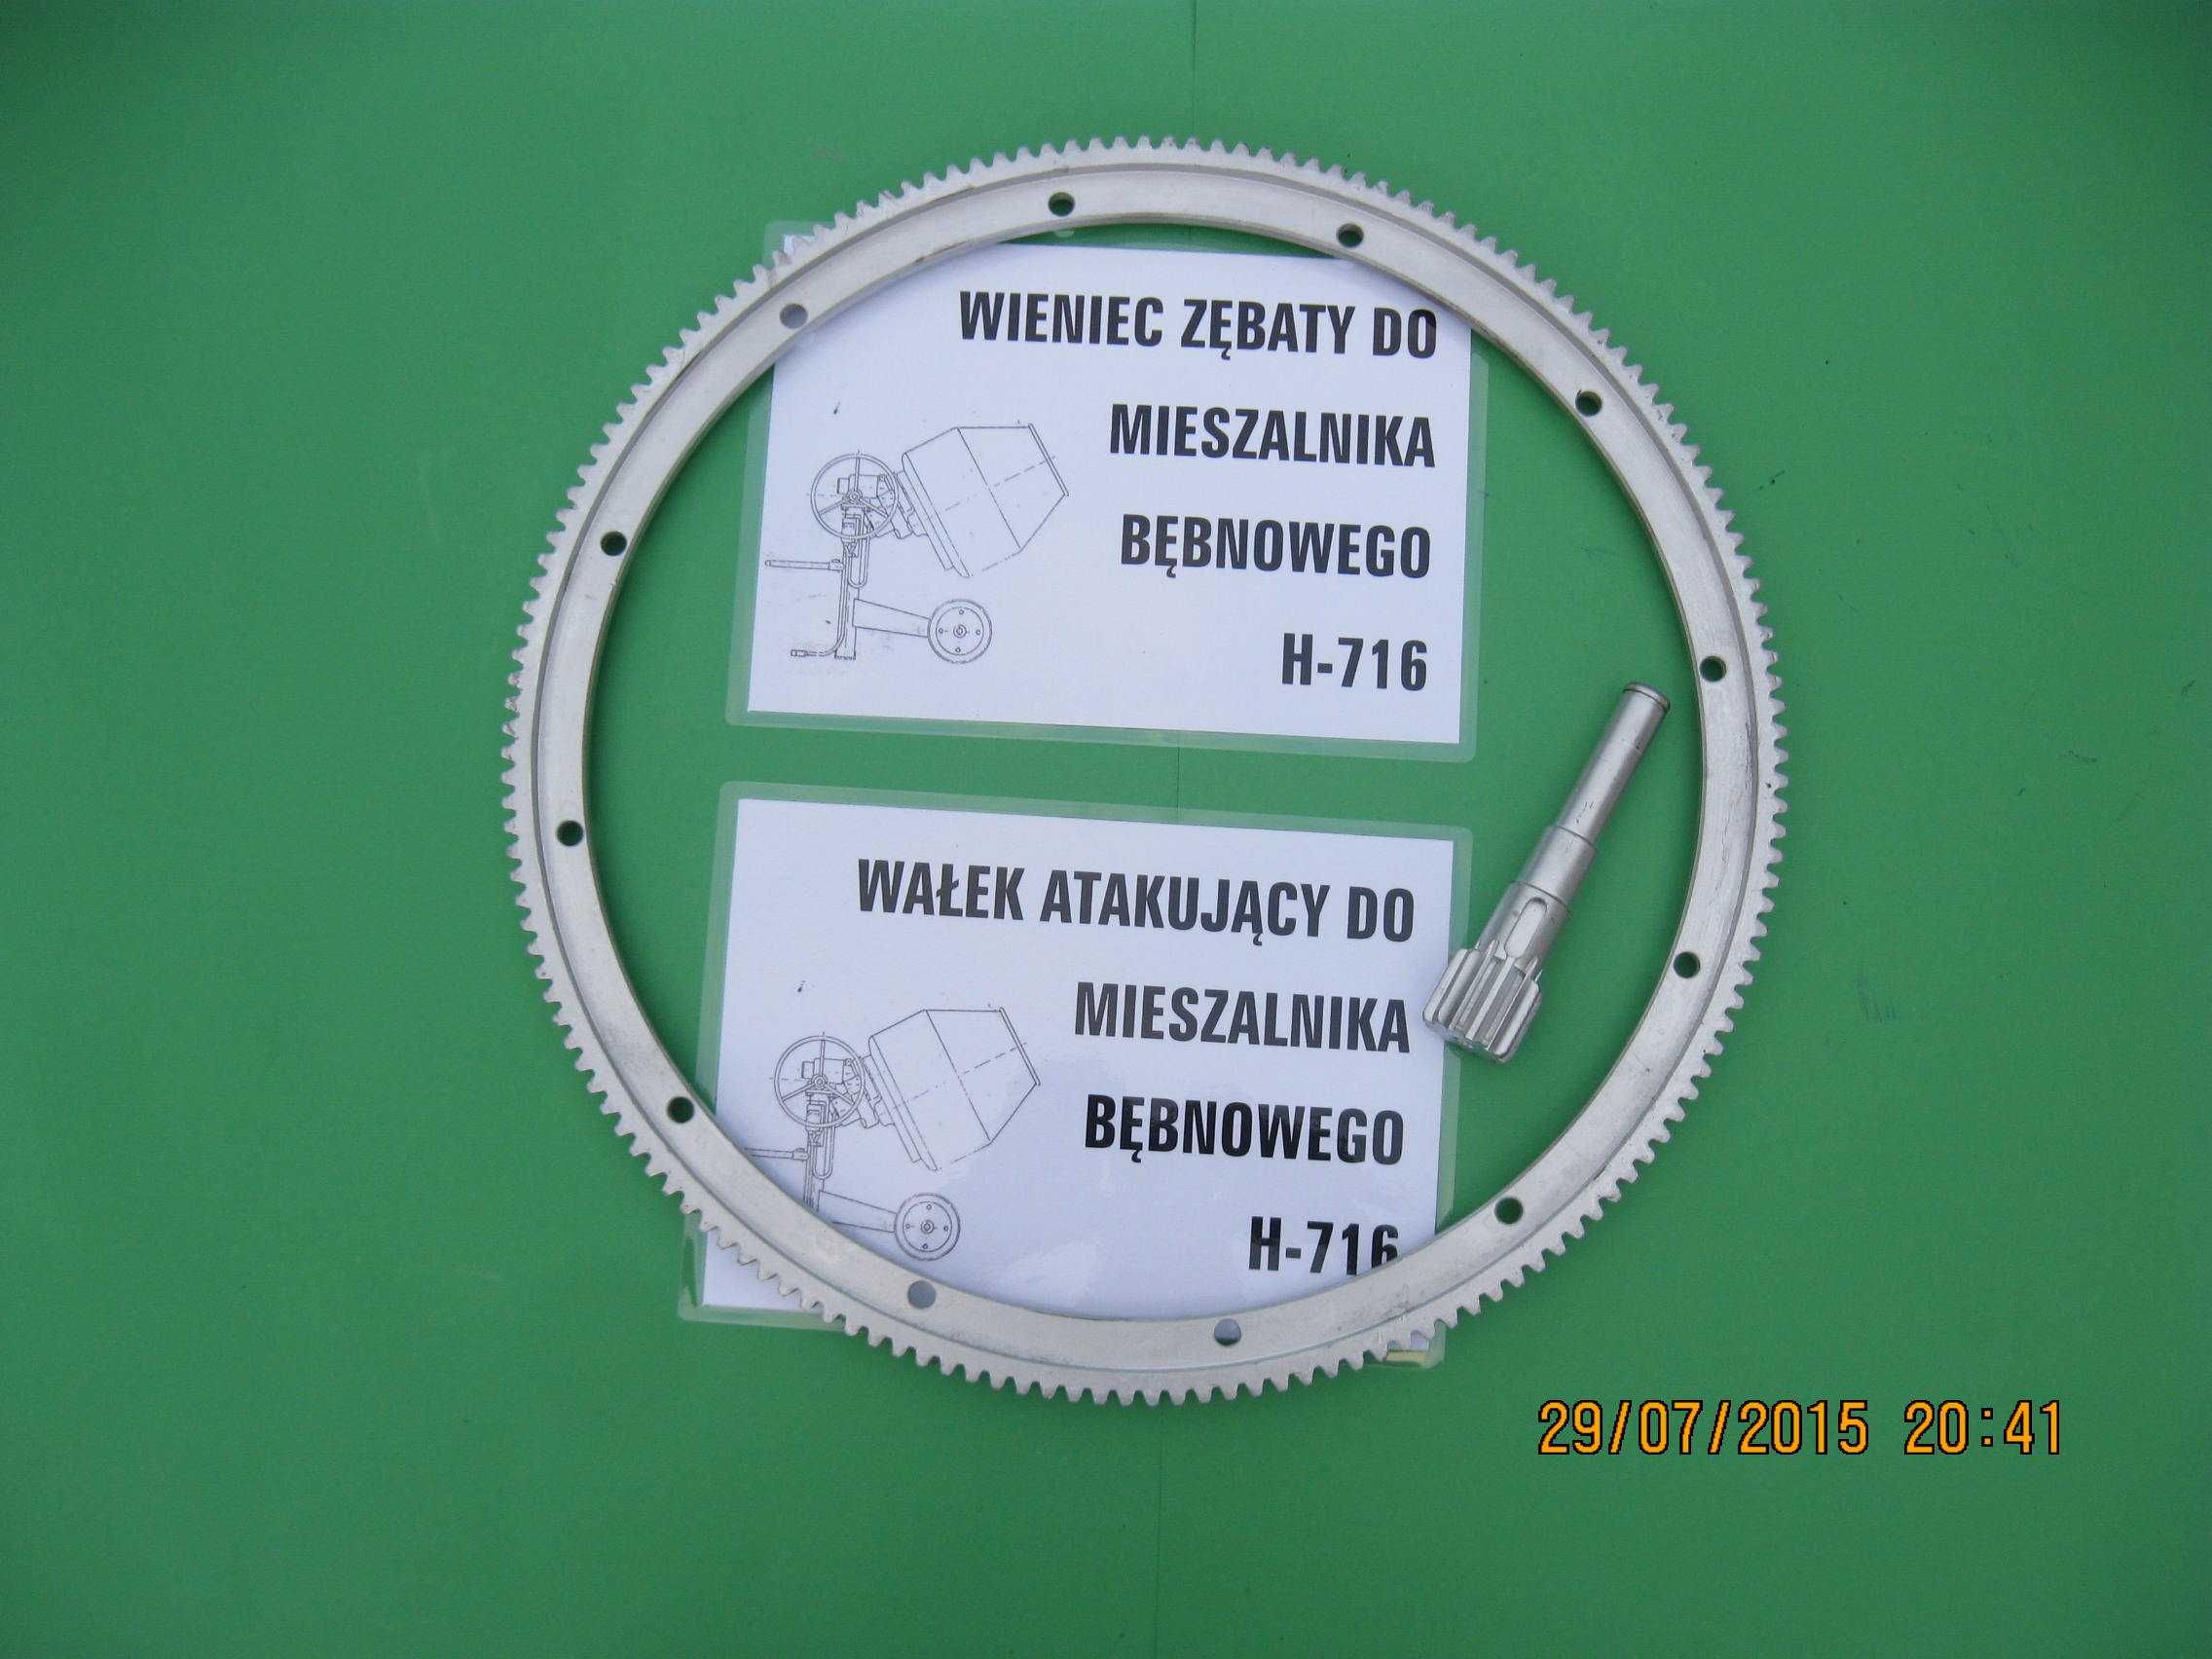 WIENIEC ZĘBATY DO
MIESZALNIKA
BĘBNOWEGO
H-716
WAŁEK ATAKUJĄCY DO
MIESZALNIKA
BĘBNOWEGO
H-716
29/07/2015 20:41